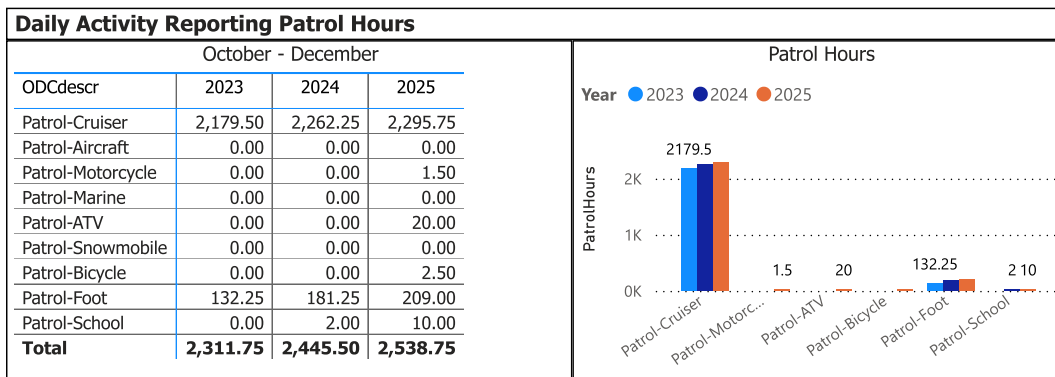 Daily Activity Reporting Patrol Hours
October - December
ODCdescr 2023 2024 2025
Patrol-Cruiser 2,179.50 2,262.25 2,295.75
Patrol-Aircraft 0.00 0.00 0.00
Patrol-Motorcycle 0.00 0.00 1.50
Patrol-Marine 0.00 0.00 0.00
Patrol-ATV 0.00 0.00 20.00
Patrol-Snowmobile 0.00 0.00 0.00
Patrol-Bicycle 0.00 0.00 2.50
Patrol-Foot 132.25 181.25 209.00
Patrol-School 0.00 2.00 10.00
Total 2,311.75 2,445.50 2,538.75
Patrol Hours
Year 2023 2024 2025
PatrolHours
2K
1K
0K
2179.5
1.5
20
132.25
2 10
Patrol-Cruiser
Patrol-Motorc...
Patrol-ATV
Patrol-Bicycle
Patrol-Foot
Patrol-School